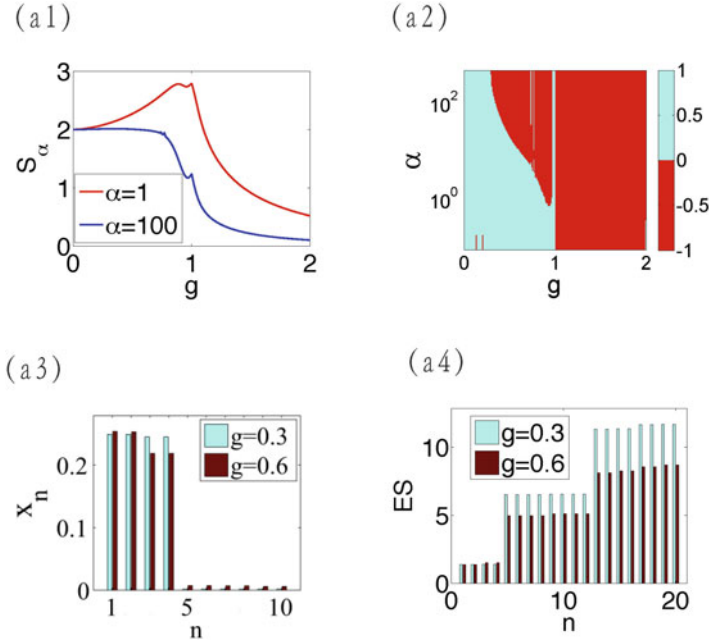 (a1)
(a2)
3
2
1
0
S_α
α=1
α=100
0 1 2
g
10^2
10^0
α
0 1 2
g
1
0.5
0
-0.5
-1
(a3)
(a4)
g=0.3
g=0.6
0.2
0.1
0
x_n
1 5 10
n
g=0.3
g=0.6
10
5
0
ES
0 10 20
n